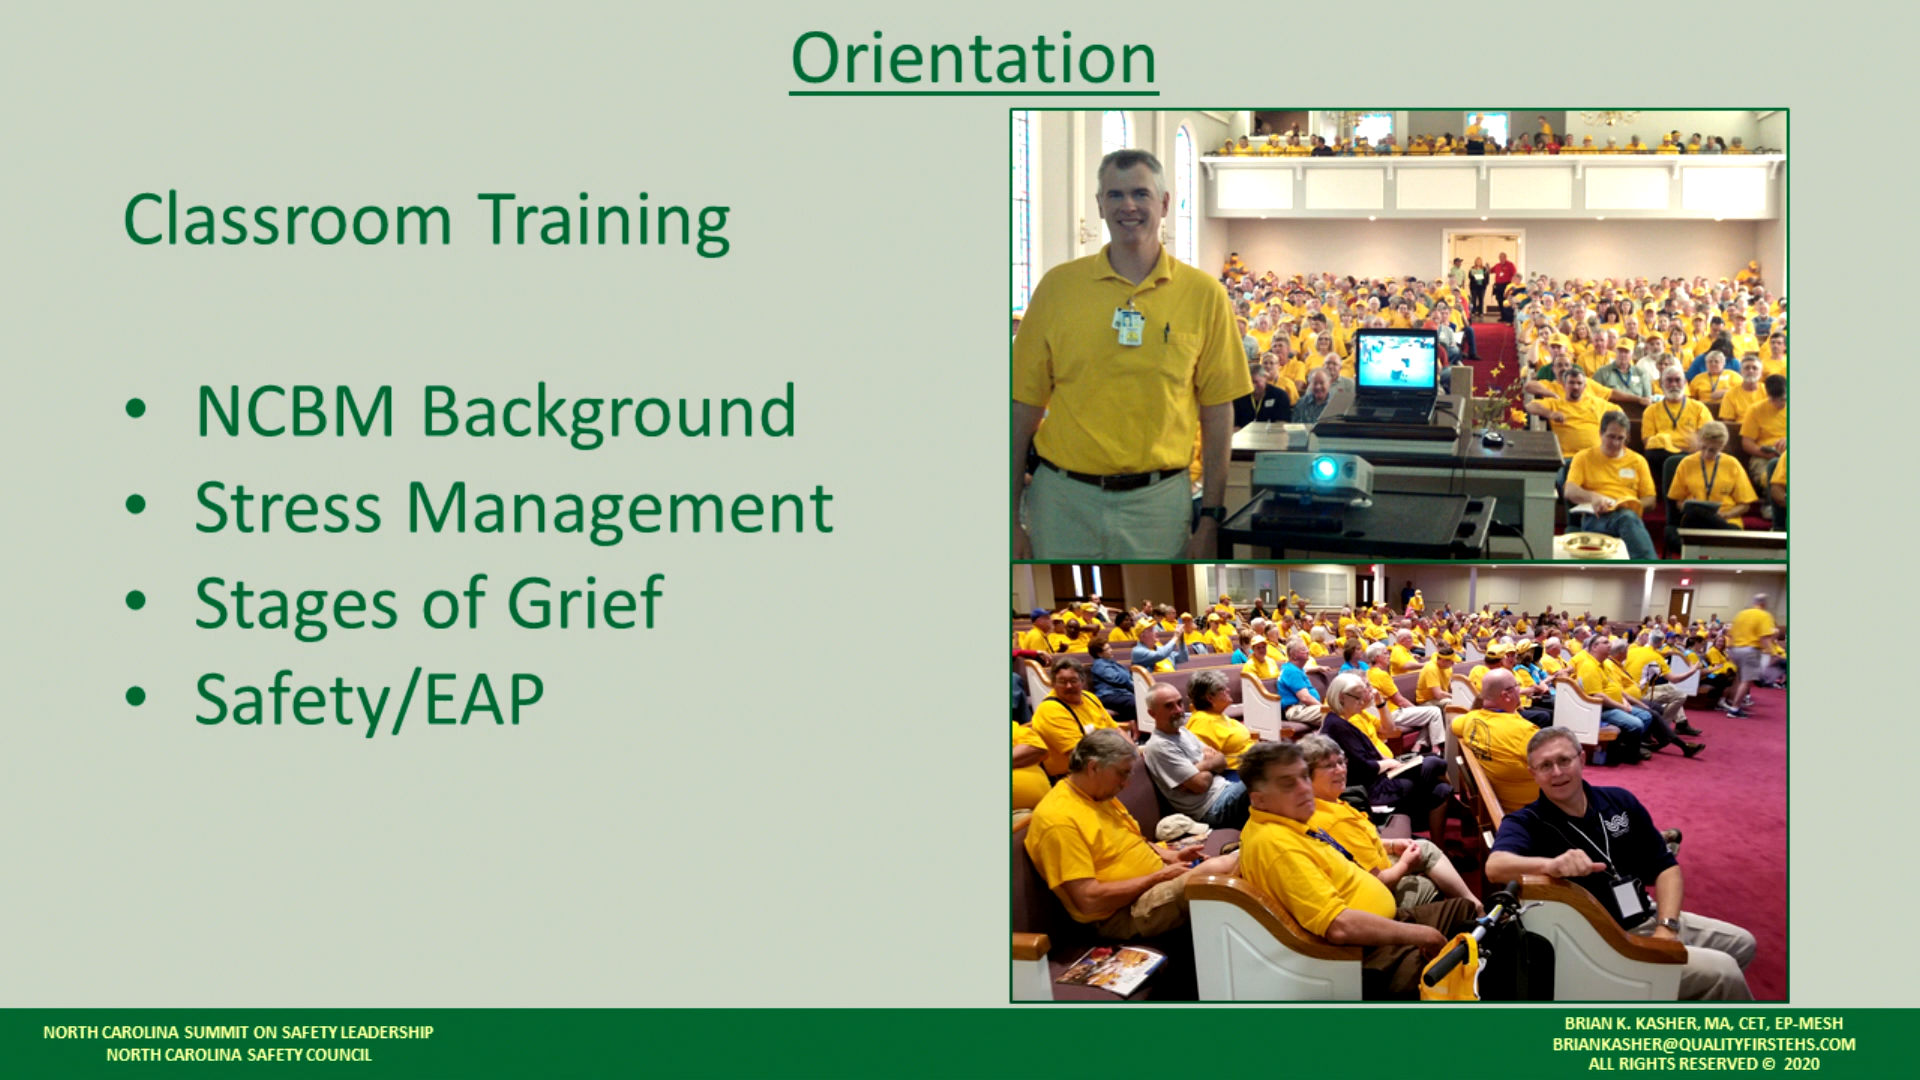 Orientation
Classroom Training
• NCBM Background
• Stress Management
• Stages of Grief
• Safety/EAP
NORTH CAROLINA SUMMIT ON SAFETY LEADERSHIP
NORTH CAROLINA SAFETY COUNCIL
BRIAN K. KASHER, MA, CET, EP-MESH
BRIANKASHER@QUALITYFIRSTEHS.COM
ALL RIGHTS RESERVED © 2020